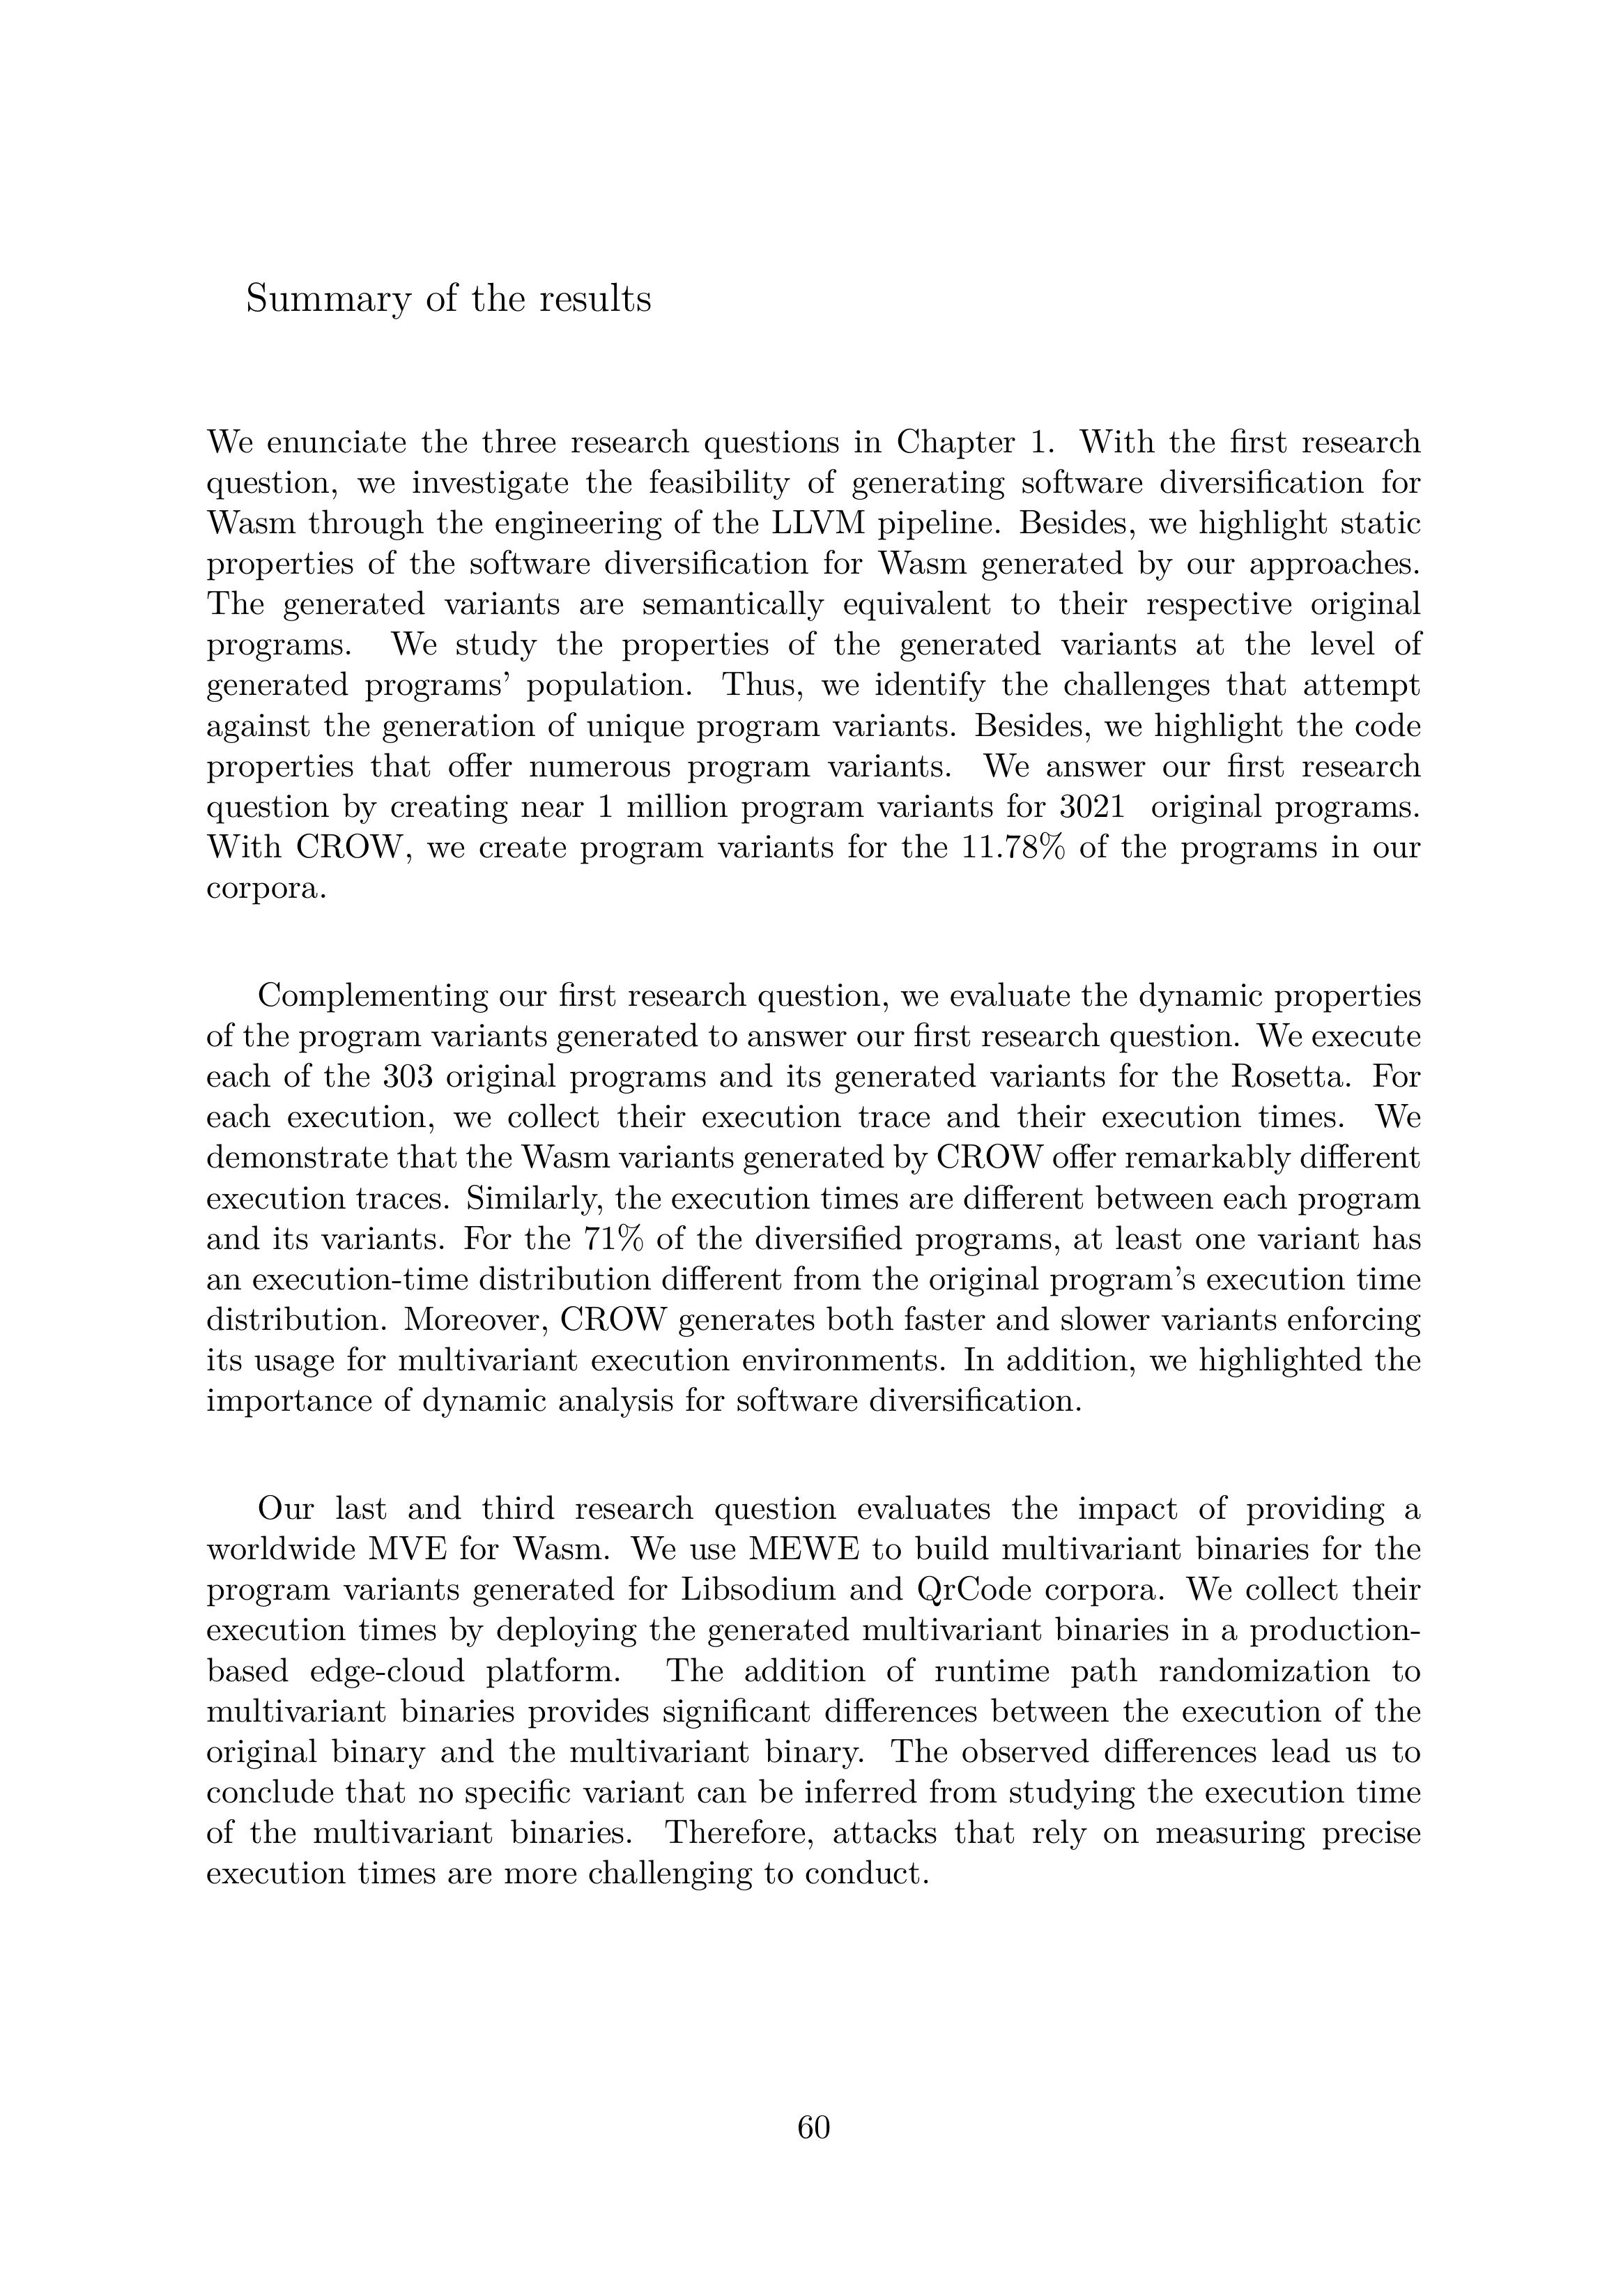 Summary of the results
We enunciate the three research questions in Chapter 1. With the first research
question, we investigate the feasibility of generating software diversification for
Wasm through the engineering of the LLVM pipeline. Besides, we highlight static
properties of the software diversification for Wasm generated by our approaches.
The generated variants are semantically equivalent to their respective original
programs. We study the properties of the generated variants at the level of
generated programs' population. Thus, we identify the challenges that attempt
against the generation of unique program variants. Besides, we highlight the code
properties that offer numerous program variants. We answer our first research
question by creating near 1 million program variants for 3021 original programs.
With CROW, we create program variants for the 11.78% of the programs in our
corpora.
Complementing our first research question, we evaluate the dynamic properties
of the program variants generated to answer our first research question. We execute
each of the 303 original programs and its generated variants for the Rosetta. For
each execution, we collect their execution trace and their execution times. We
demonstrate that the Wasm variants generated by CROW offer remarkably different
execution traces. Similarly, the execution times are different between each program
and its variants. For the 71% of the diversified programs, at least one variant has
an execution-time distribution different from the original program's execution time
distribution. Moreover, CROW generates both faster and slower variants enforcing
its usage for multivariant execution environments. In addition, we highlighted the
importance of dynamic analysis for software diversification.
Our last and third research question evaluates the impact of providing a
worldwide MVE for Wasm. We use MEWE to build multivariant binaries for the
program variants generated for Libsodium and QrCode corpora. We collect their
execution times by deploying the generated multivariant binaries in a production-
based edge-cloud platform. The addition of runtime path randomization to
multivariant binaries provides significant differences between the execution of the
original binary and the multivariant binary. The observed differences lead us to
conclude that no specific variant can be inferred from studying the execution time
of the multivariant binaries. Therefore, attacks that rely on measuring precise
execution times are more challenging to conduct.
60